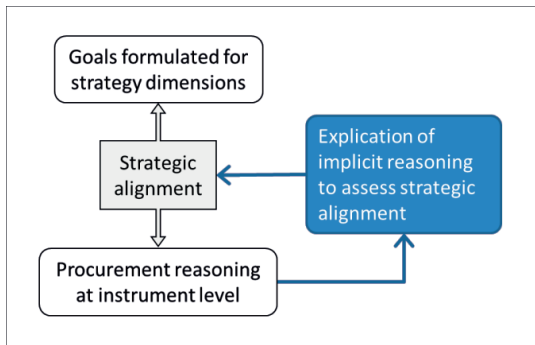 Goals formulated for
strategy dimensions
Strategic
alignment
Explication of
implicit reasoning
to assess strategic
alignment
Procurement reasoning
at instrument level